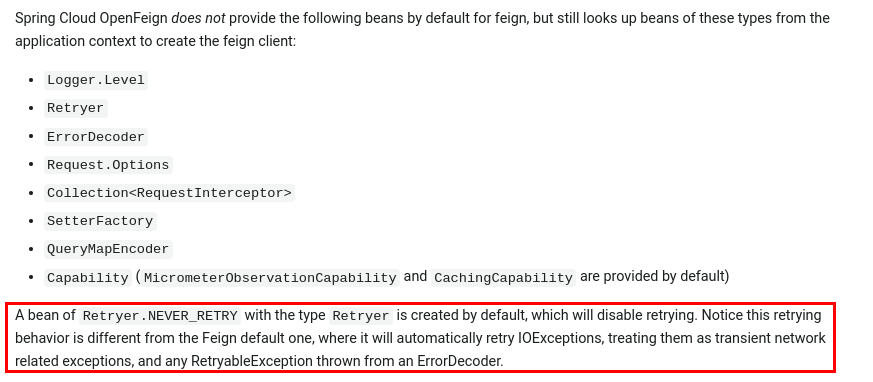 Spring Cloud OpenFeign does not provide the following beans by default for feign, but still looks up beans of these types from the
application context to create the feign client:
• Logger.Level
• Retryer
• ErrorDecoder
• Request.Options
• Collection<RequestInterceptor>
• SetterFactory
• QueryMapEncoder
• Capability ( MicrometerObservationCapability and CachingCapability are provided by default)
A bean of Retryer.NEVER_RETRY with the type Retryer is created by default, which will disable retrying. Notice this retrying
behavior is different from the Feign default one, where it will automatically retry IOExceptions, treating them as transient network
related exceptions, and any RetryableException thrown from an ErrorDecoder.